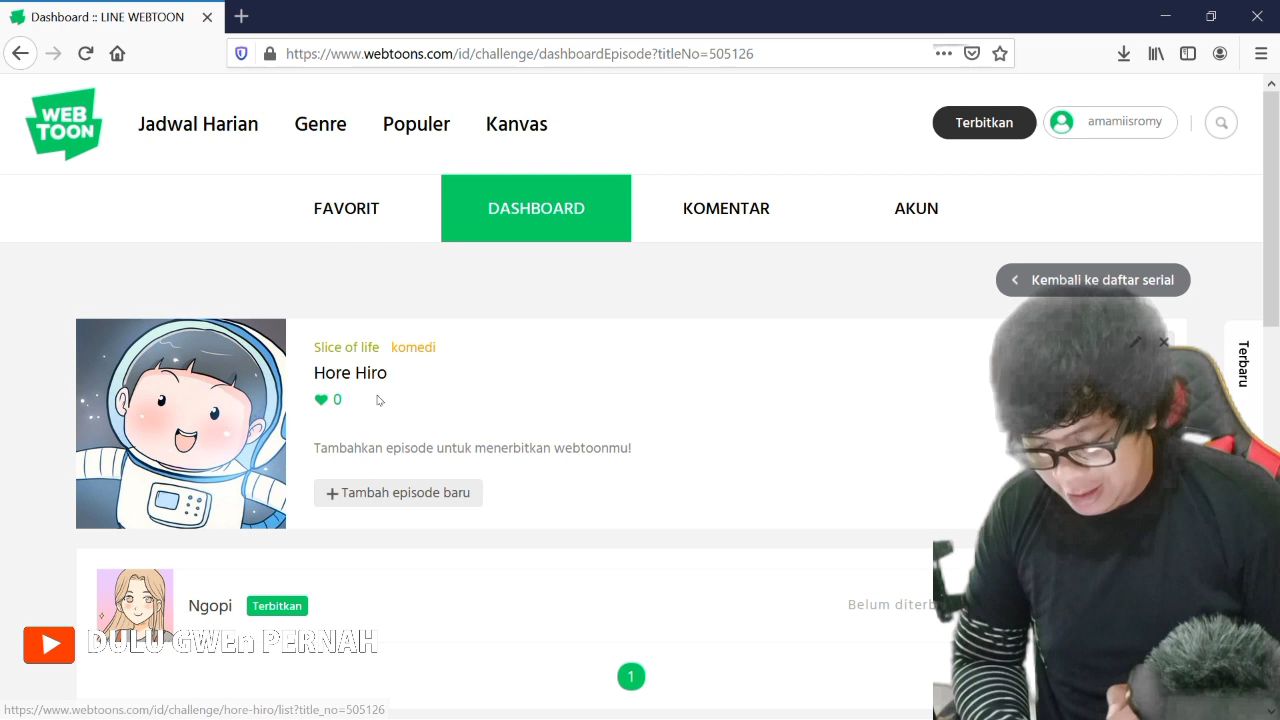 Dashboard :: LINE WEBTOON
https://www.webtoons.com/id/challenge/dashboardEpisode?titleNo=505126
WEB
TOON
Jadwal Harian
Genre
Populer
Kanvas
Terbitkan
amamiisromy
FAVORIT
DASHBOARD
KOMENTAR
AKUN
Kembali ke daftar serial
Slice of life komedi
Hore Hiro
0
Tambahkan episode untuk menerbitkan webtoonmu!
+ Tambah episode baru
Terbaru
Ngopi
Terbitkan
Belum
DULU GWEn PERNAH
1
https://www.webtoons.com/id/challenge/hore-hiro/list?title_no=505126